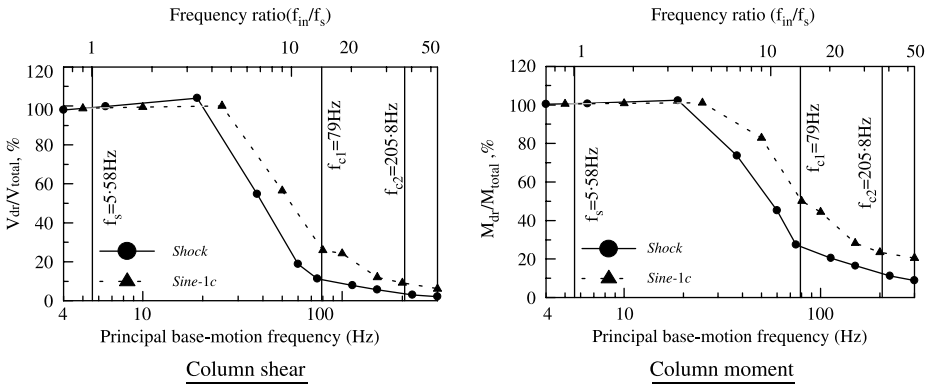 Frequency ratio(f_in/f_s)
1 10 20 50
120
100
80
60
40
20
0
V_dr/V_total, %
f_s=5·58Hz
f_c1=79Hz
f_c2=205·8Hz
Shock
Sine-1c
4 10 100
Principal base-motion frequency (Hz)
Column shear
Frequency ratio (f_in/f_s)
1 10 20 50
120
100
80
60
40
20
0
M_dr/M_total ,%
f_s=5·58Hz
f_c1=79Hz
f_c2=205·8Hz
Shock
Sine-1c
4 10 100
Principal base-motion frequency (Hz)
Column moment